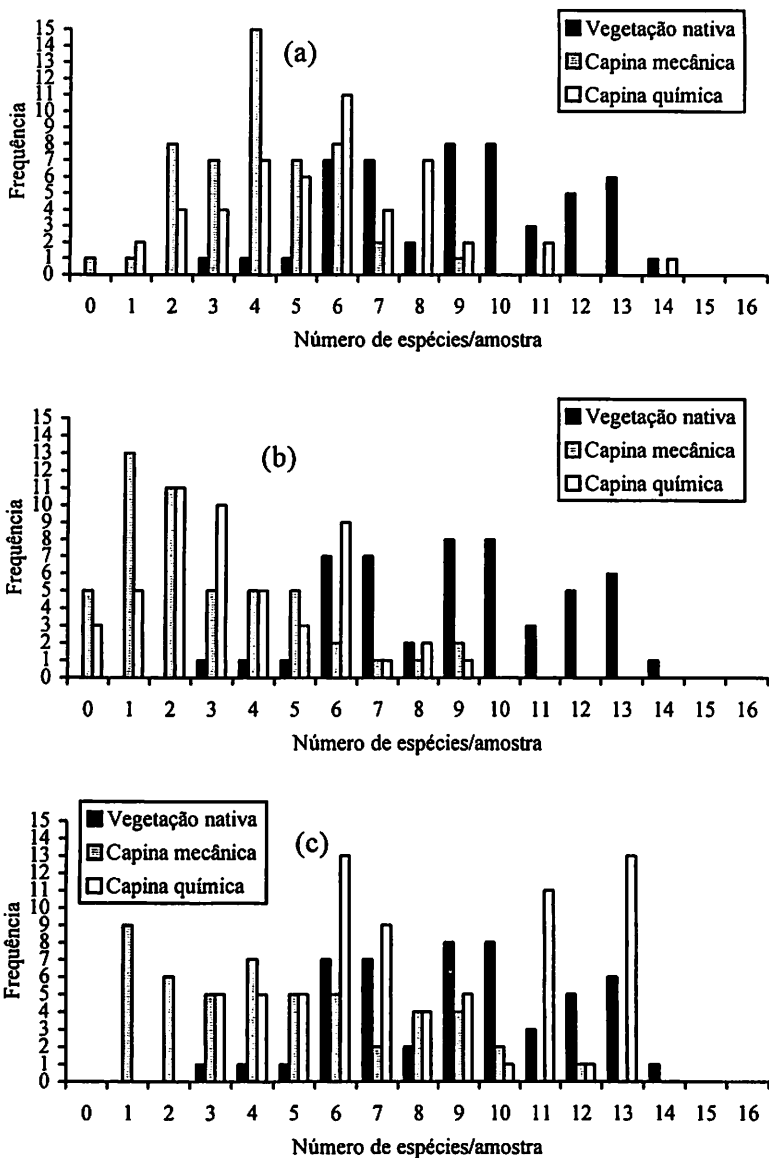 (a)
Vegetação nativa
Capina mecânica
Capina química
Frequência
15
14
13
12
11
10
9
8
7
6
5
4
3
2
1
0
0 1 2 3 4 5 6 7 8 9 10 11 12 13 14 15 16
Número de espécies/amostra
(b)
Vegetação nativa
Capina mecânica
Capina química
Frequência
15
14
13
12
11
10
9
8
7
6
5
4
3
2
1
0
0 1 2 3 4 5 6 7 8 9 10 11 12 13 14 15 16
Número de espécies/amostra
Vegetação nativa
Capina mecânica
Capina química
(c)
Frequência
15
14
13
12
11
10
9
8
7
6
5
4
3
2
1
0
0 1 2 3 4 5 6 7 8 9 10 11 12 13 14 15 16
Número de espécies/amostra